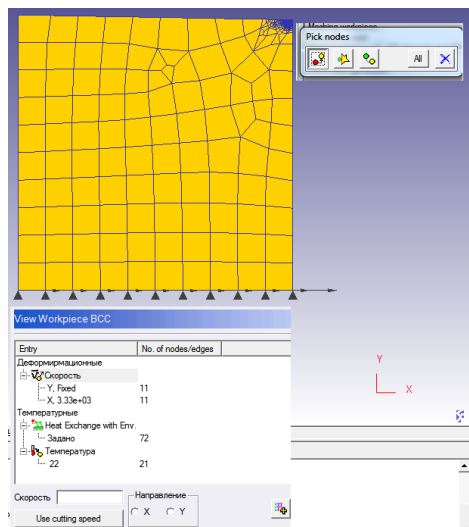 Machine workpiece
Pick nodes
All
Y
X
View Workpiece BCC
Entry No. of nodes/edges
Деформирмационные
Скорость
Y, Fixed 11
X, 3.33e+03 11
Температурные
Heat Exchange with Env.
Задано 72
Температура
22 21
Скорость Направление
X Y
Use cutting speed